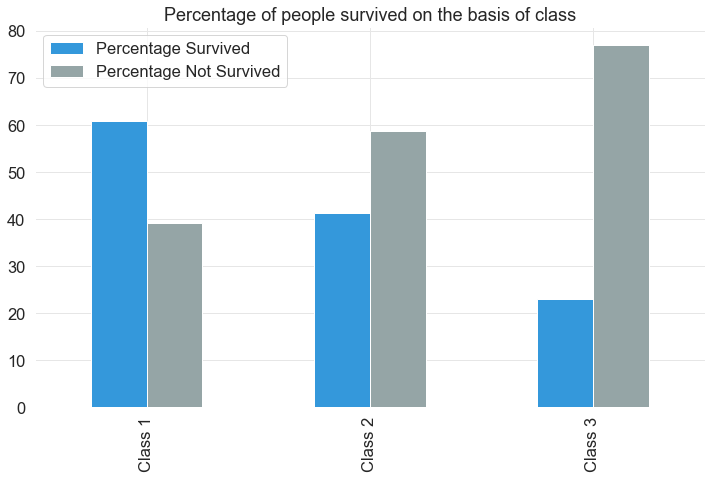 Percentage of people survived on the basis of class
Percentage Survived
Percentage Not Survived
80
70
60
50
40
30
20
10
0
Class 1
Class 2
Class 3